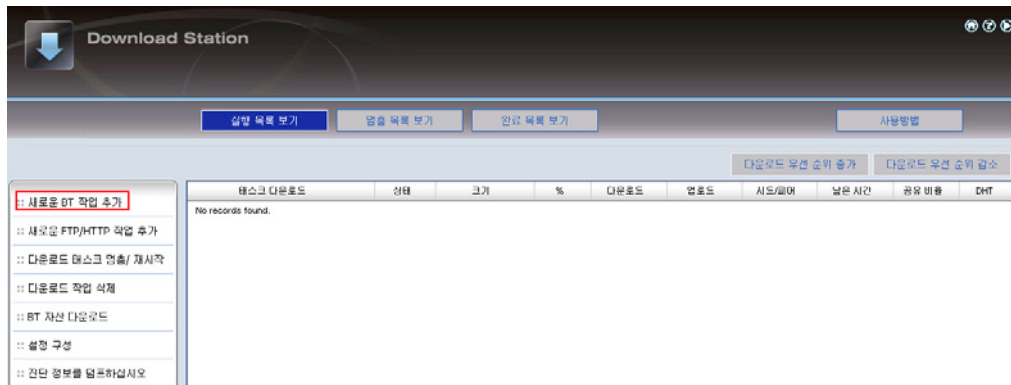 Download Station
실행 목록 보기
멈춤 목록 보기
완료 목록 보기
사용방법
다운로드 우선 순위 증가
다운로드 우선 순위 감소
태스크 다운로드 상태 크기 % 다운로드 업로드 시드/피어 남은 시간 공유 비율 DHT
No records found.
:: 새로운 BT 작업 추가
:: 새로운 FTP/HTTP 작업 추가
:: 다운로드 태스크 멈춤/ 재시작
:: 다운로드 작업 삭제
:: BT 자산 다운로드
:: 설정 구성
:: 진단 정보를 덤프하십시오